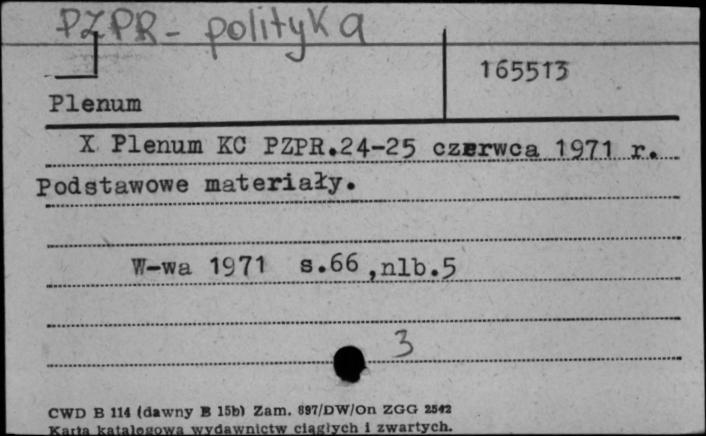 PZPR - polityka
165513
Plenum
X Plenum KC PZPR.24-25 czerwca 1971 r.
Podstawowe materiały.
W-wa 1971 s.66,nlb.5
3
CWD B 114 (dawny B 15b) Zam. 897/DW/On ZGG 2542
Karta katalogowa wydawnictw ciągłych i zwartych.